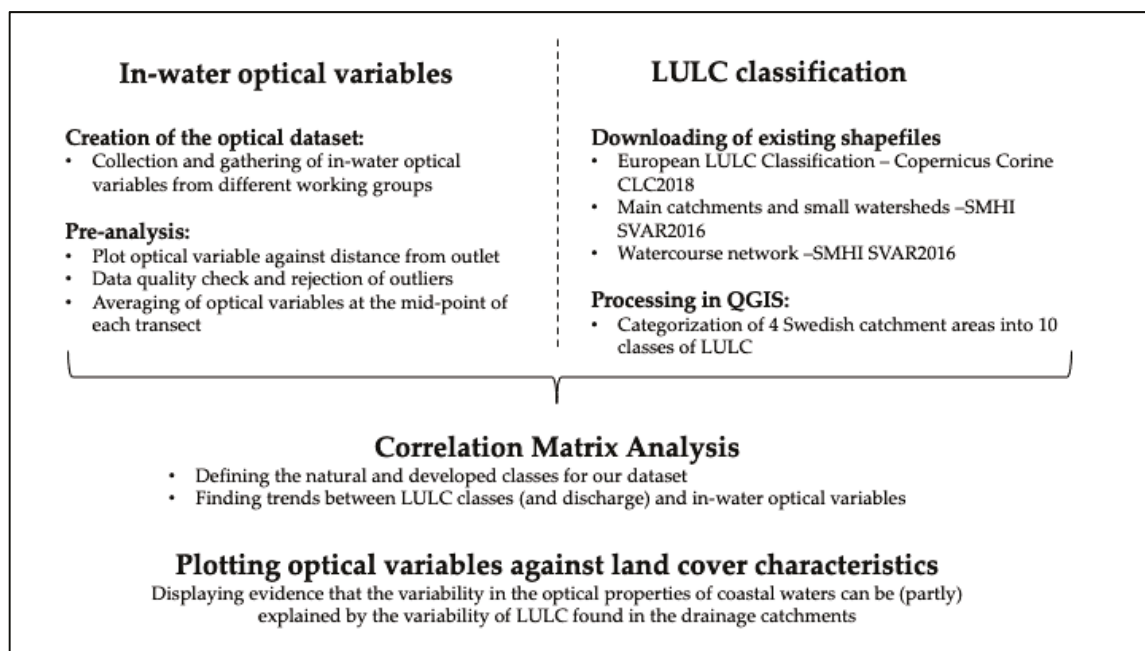 In-water optical variables
Creation of the optical dataset:
• Collection and gathering of in-water optical
variables from different working groups
Pre-analysis:
• Plot optical variable against distance from outlet
• Data quality check and rejection of outliers
• Averaging of optical variables at the mid-point of
each transect
LULC classification
Downloading of existing shapefiles
• European LULC Classification – Copernicus Corine
CLC2018
• Main catchments and small watersheds –SMHI
SVAR2016
• Watercourse network –SMHI SVAR2016
Processing in QGIS:
• Categorization of 4 Swedish catchment areas into 10
classes of LULC
Correlation Matrix Analysis
• Defining the natural and developed classes for our dataset
• Finding trends between LULC classes (and discharge) and in-water optical variables
Plotting optical variables against land cover characteristics
Displaying evidence that the variability in the optical properties of coastal waters can be (partly)
explained by the variability of LULC found in the drainage catchments